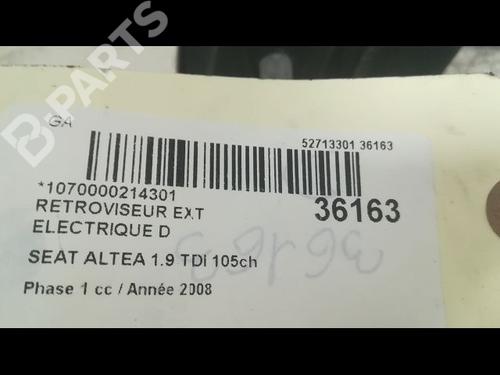 GA
52713301 36163
*1070000214301
RETROVISEUR EXT
ELECTRIQUE D
36163
SEAT ALTEA 1.9 TDI 105ch
Phase 1 cc / Année 2008
36163
B-PARTS